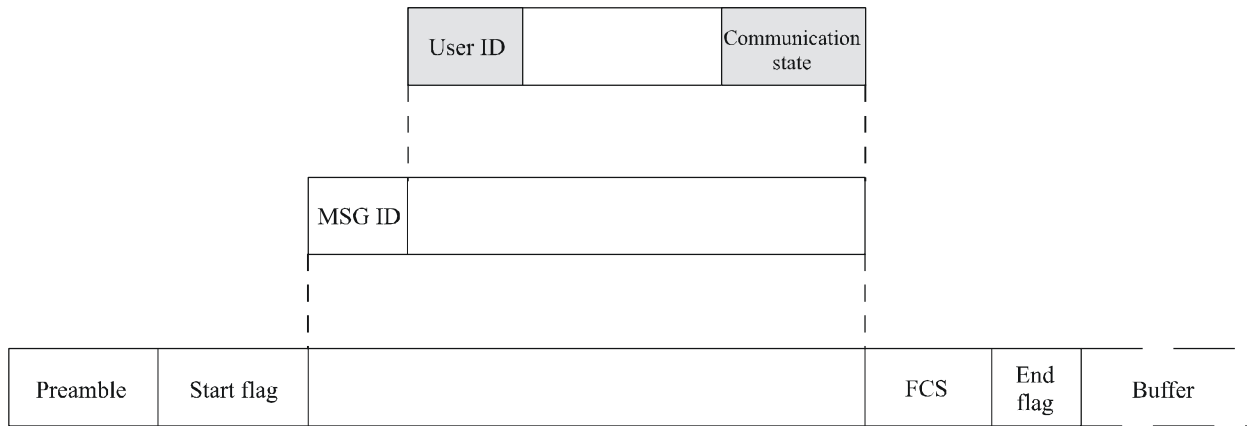 User ID
Communication
state
MSG ID
Preamble
Start flag
FCS
End
flag
Buffer